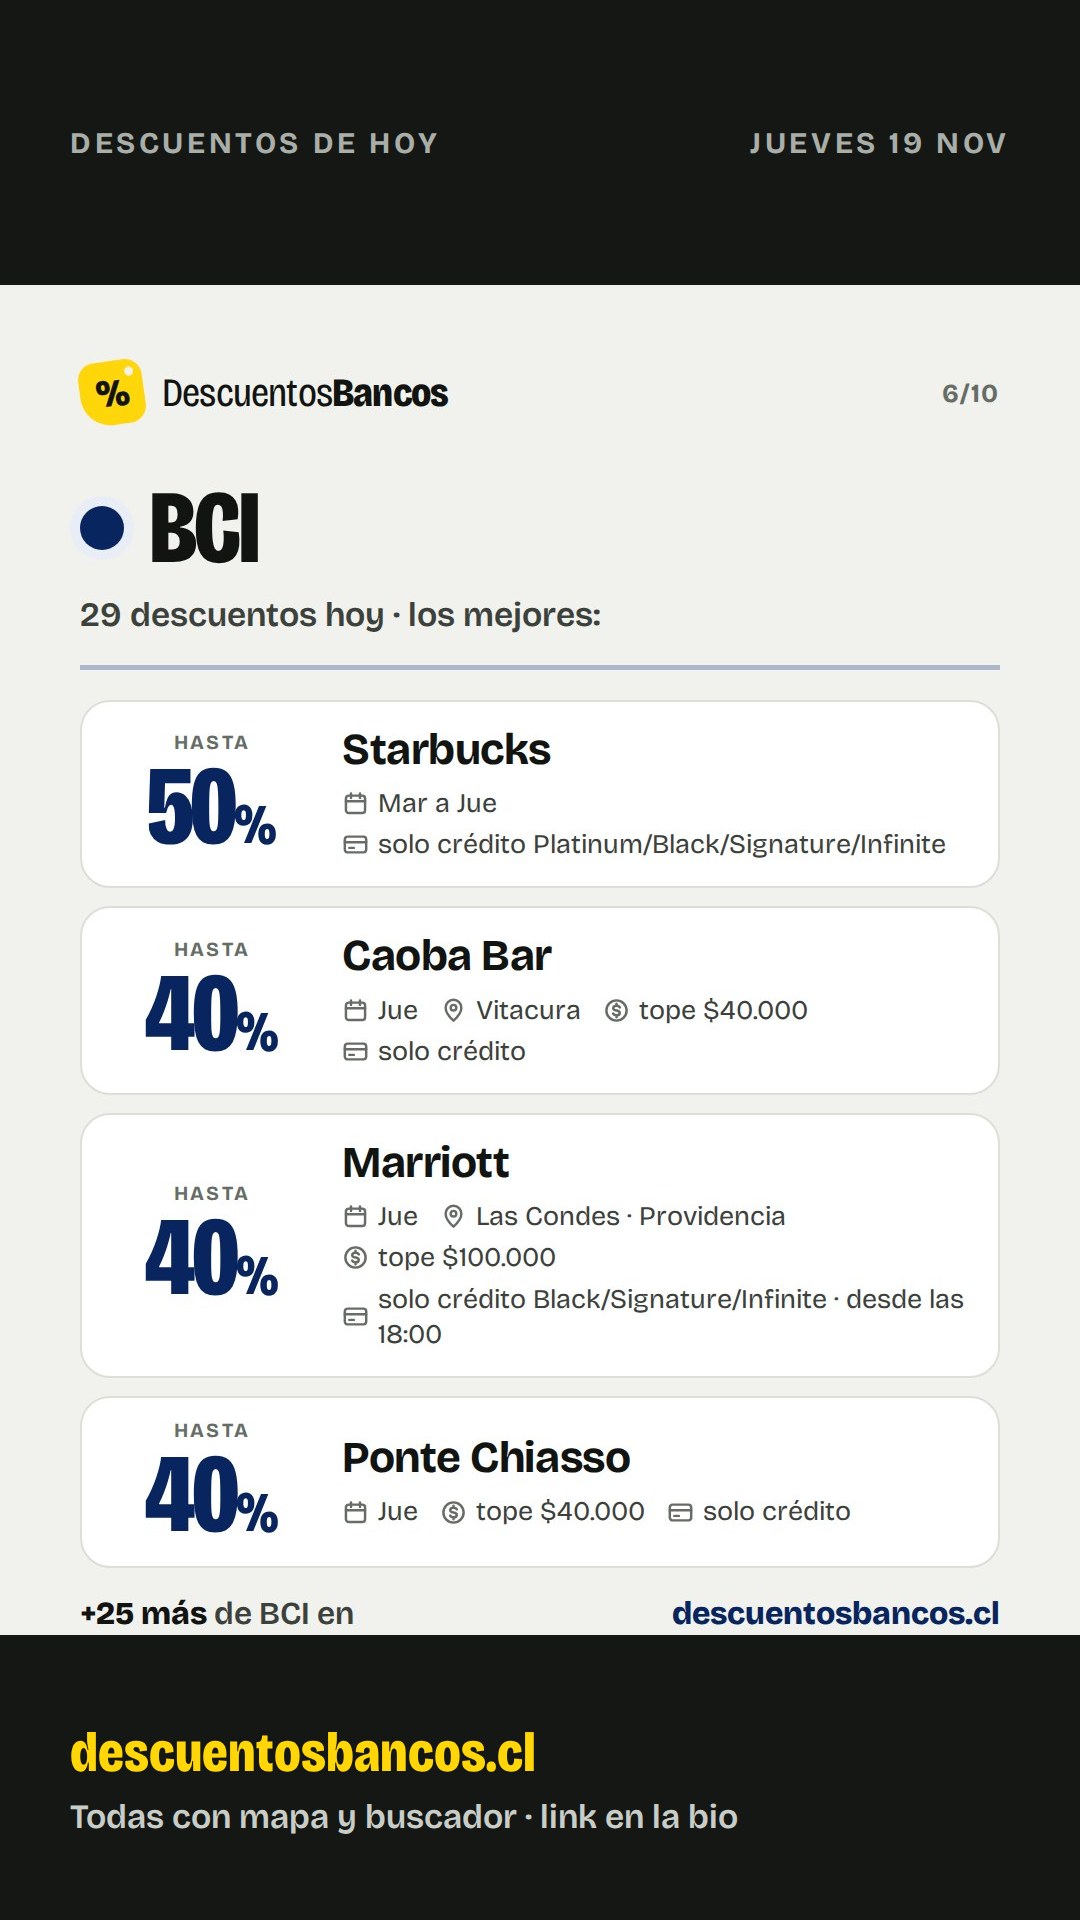 DESCUENTOS DE HOY
JUEVES 19 NOV
% DescuentosBancos
6/10
BCI
29 descuentos hoy · los mejores:
HASTA
50%
Starbucks
Mar a Jue
solo crédito Platinum/Black/Signature/Infinite
HASTA
40%
Caoba Bar
Jue Vitacura tope $40.000
solo crédito
HASTA
40%
Marriott
Jue Las Condes · Providencia
tope $100.000
solo crédito Black/Signature/Infinite · desde las
18:00
HASTA
40%
Ponte Chiasso
Jue tope $40.000 solo crédito
+25 más de BCI en
descuentosbancos.cl
descuentosbancos.cl
Todas con mapa y buscador · link en la bio